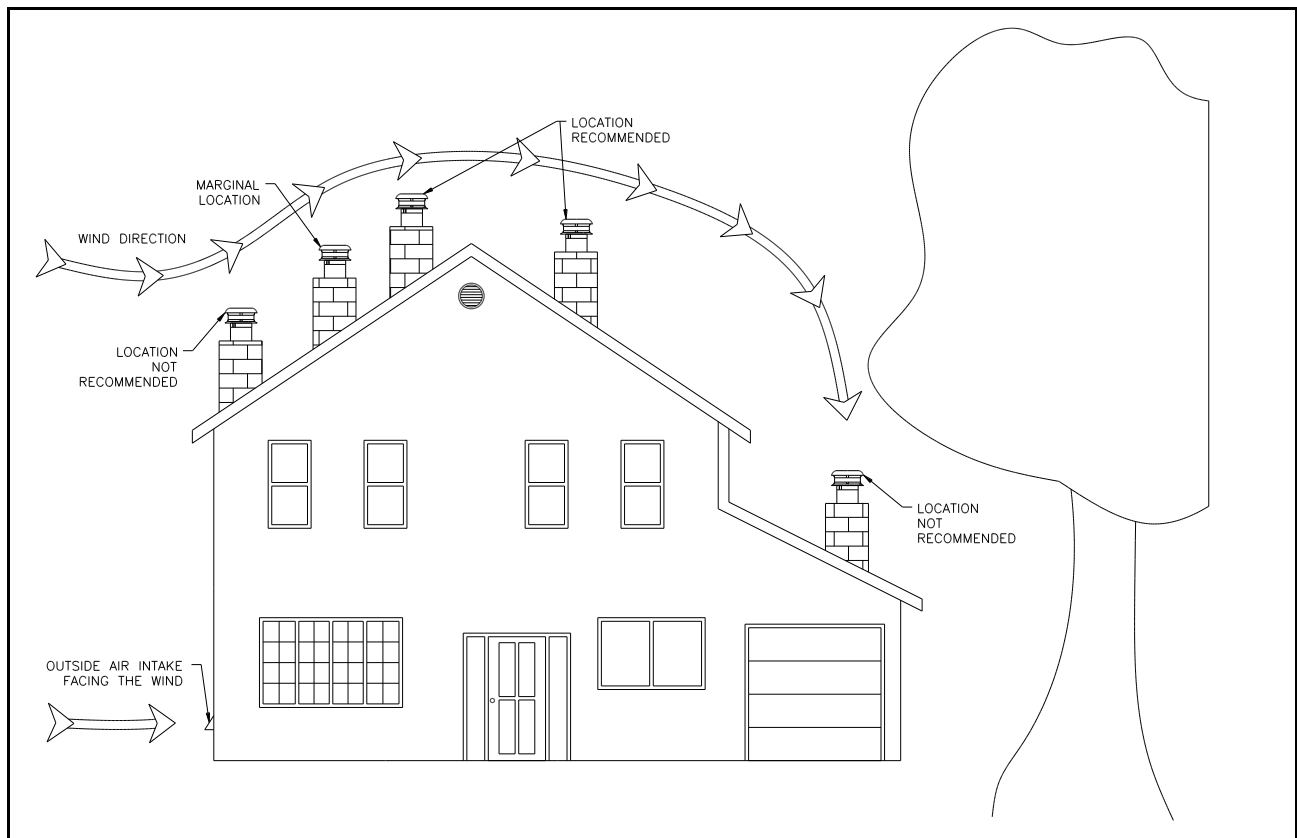 LOCATION
RECOMMENDED
MARGINAL
LOCATION
WIND DIRECTION
LOCATION
NOT
RECOMMENDED
LOCATION
NOT
RECOMMENDED
OUTSIDE AIR INTAKE
FACING THE WIND